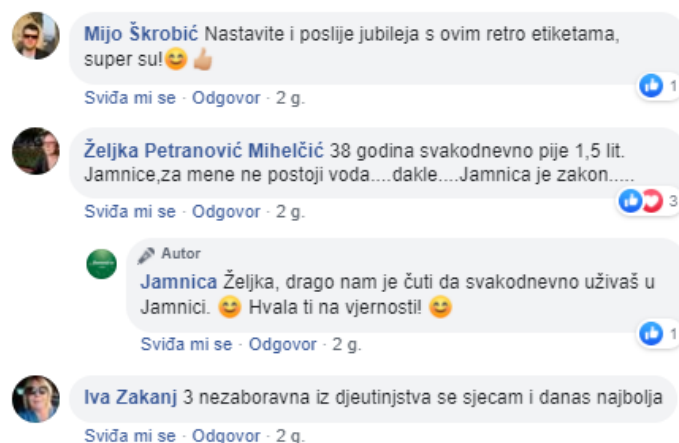 Mijo Škrobić Nastavite i poslije jubileja s ovim retro etiketama,
super su!😊👍🏼
1
Sviđa mi se · Odgovor · 2 g.
Željka Petranović Mihelčić 38 godina svakodnevno pije 1,5 lit.
Jamnice,za mene ne postoji voda....dakle....Jamnica je zakon.....
3
Sviđa mi se · Odgovor · 2 g.
Autor
Jamnica Željka, drago nam je čuti da svakodnevno uživaš u
Jamnici. 😊 Hvala ti na vjernosti! 😊
1
Sviđa mi se · Odgovor · 2 g.
Iva Zakanj 3 nezaboravna iz djeutinjstva se sjecam i danas najbolja
Sviđa mi se · Odgovor · 2 g.